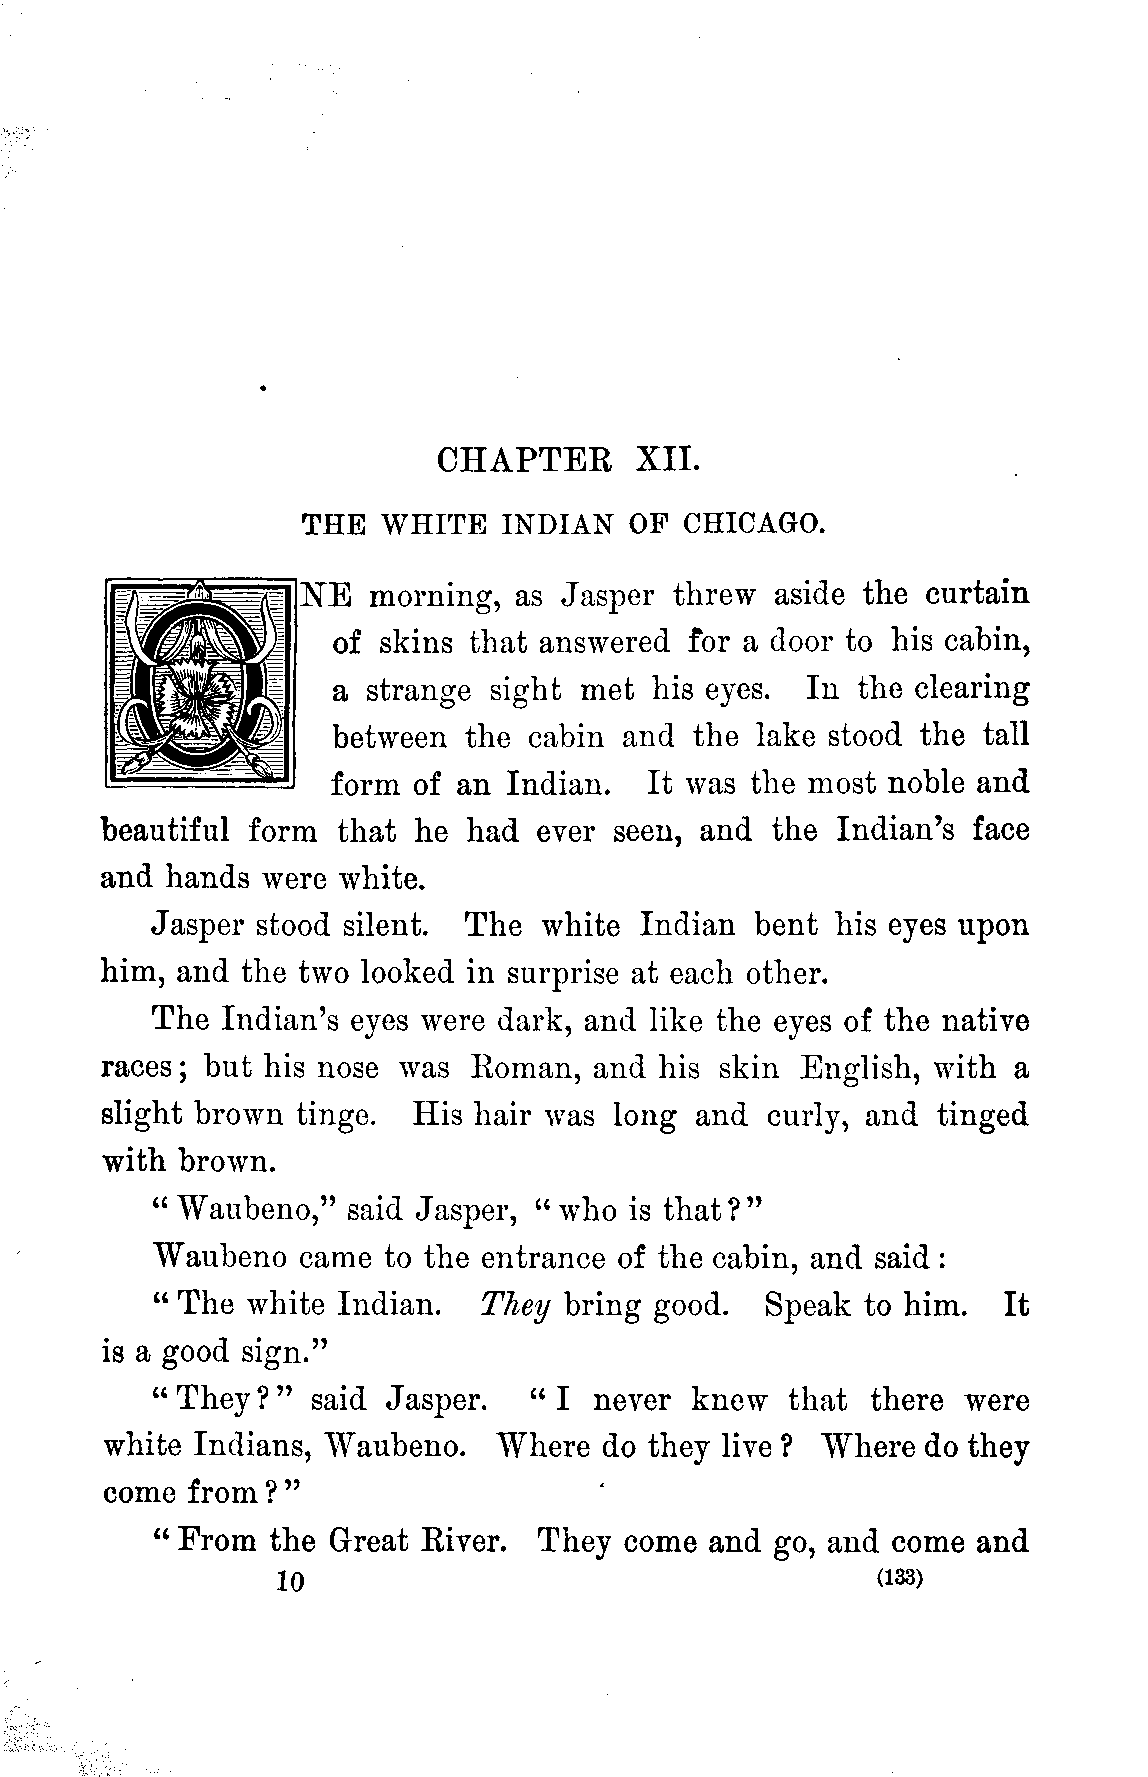 CHAPTER XII.
THE WHITE INDIAN OF CHICAGO.
ONE morning, as Jasper threw aside the curtain
of skins that answered for a door to his cabin,
a strange sight met his eyes. In the clearing
between the cabin and the lake stood the tall
form of an Indian. It was the most noble and
beautiful form that he had ever seen, and the Indian's face
and hands were white.
Jasper stood silent. The white Indian bent his eyes upon
him, and the two looked in surprise at each other.
The Indian's eyes were dark, and like the eyes of the native
races; but his nose was Roman, and his skin English, with a
slight brown tinge. His hair was long and curly, and tinged
with brown.
"Waubeno," said Jasper, "who is that?"
Waubeno came to the entrance of the cabin, and said:
"The white Indian. They bring good. Speak to him. It
is a good sign."
"They?" said Jasper. "I never knew that there were
white Indians, Waubeno. Where do they live? Where do they
come from?"
"From the Great River. They come and go, and come and
10 (133)